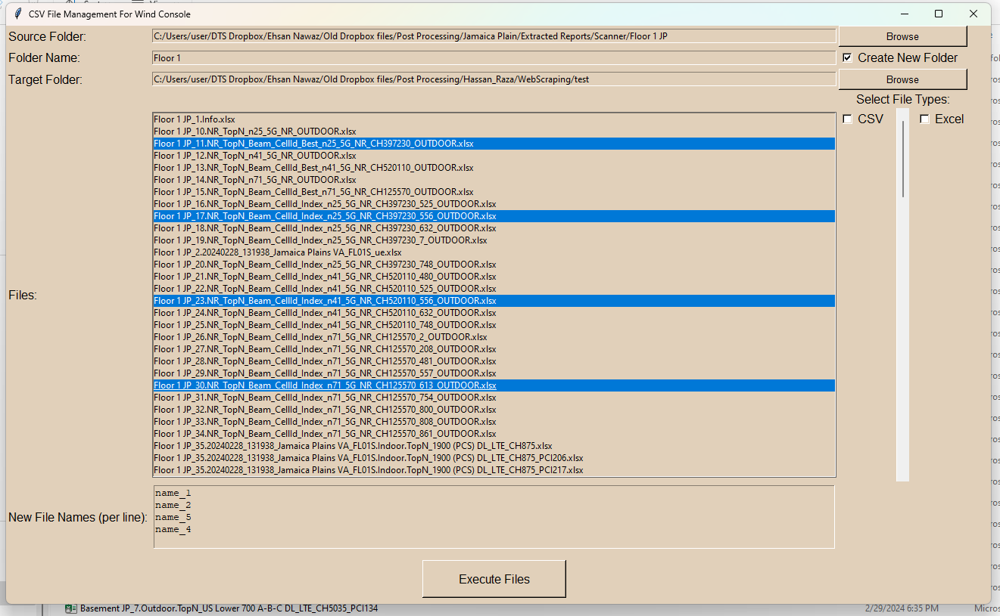 CSV File Management For Wind Console
Source Folder:
C:/Users/user/DTS Dropbox/Ehsan Nawaz/Old Dropbox files/Post Processing/Jamaica Plain/Extracted Reports/Scanner/Floor 1 JP
Browse
Folder Name:
Floor 1
Create New Folder
Target Folder:
C:/Users/user/DTS Dropbox/Ehsan Nawaz/Old Dropbox files/Post Processing/Hassan_Raza/WebScraping/test
Browse
Select File Types:
CSV
Excel
Files:
Floor 1 JP_1.Info.xlsx
Floor 1 JP_10.NR_TopN_n25_5G_NR_OUTDOOR.xlsx
Floor 1 JP_11.NR_TopN_Beam_CellId_Best_n25_5G_NR_CH397230_OUTDOOR.xlsx
Floor 1 JP_12.NR_TopN_n41_5G_NR_OUTDOOR.xlsx
Floor 1 JP_13.NR_TopN_Beam_CellId_Best_n41_5G_NR_CH520110_OUTDOOR.xlsx
Floor 1 JP_14.NR_TopN_n71_5G_NR_OUTDOOR.xlsx
Floor 1 JP_15.NR_TopN_Beam_CellId_Best_n71_5G_NR_CH125570_OUTDOOR.xlsx
Floor 1 JP_16.NR_TopN_Beam_CellId_Index_n25_5G_NR_CH397230_525_OUTDOOR.xlsx
Floor 1 JP_17.NR_TopN_Beam_CellId_Index_n25_5G_NR_CH397230_556_OUTDOOR.xlsx
Floor 1 JP_18.NR_TopN_Beam_CellId_Index_n25_5G_NR_CH397230_632_OUTDOOR.xlsx
Floor 1 JP_19.NR_TopN_Beam_CellId_Index_n25_5G_NR_CH397230_7_OUTDOOR.xlsx
Floor 1 JP_2.20240228_131938_Jamaica Plains VA_FL01S_ue.xlsx
Floor 1 JP_20.NR_TopN_Beam_CellId_Index_n25_5G_NR_CH397230_748_OUTDOOR.xlsx
Floor 1 JP_21.NR_TopN_Beam_CellId_Index_n41_5G_NR_CH520110_480_OUTDOOR.xlsx
Floor 1 JP_22.NR_TopN_Beam_CellId_Index_n41_5G_NR_CH520110_525_OUTDOOR.xlsx
Floor 1 JP_23.NR_TopN_Beam_CellId_Index_n41_5G_NR_CH520110_556_OUTDOOR.xlsx
Floor 1 JP_24.NR_TopN_Beam_CellId_Index_n41_5G_NR_CH520110_632_OUTDOOR.xlsx
Floor 1 JP_25.NR_TopN_Beam_CellId_Index_n41_5G_NR_CH520110_748_OUTDOOR.xlsx
Floor 1 JP_26.NR_TopN_Beam_CellId_Index_n71_5G_NR_CH125570_2_OUTDOOR.xlsx
Floor 1 JP_27.NR_TopN_Beam_CellId_Index_n71_5G_NR_CH125570_208_OUTDOOR.xlsx
Floor 1 JP_28.NR_TopN_Beam_CellId_Index_n71_5G_NR_CH125570_481_OUTDOOR.xlsx
Floor 1 JP_29.NR_TopN_Beam_CellId_Index_n71_5G_NR_CH125570_557_OUTDOOR.xlsx
Floor 1 JP_30.NR_TopN_Beam_CellId_Index_n71_5G_NR_CH125570_613_OUTDOOR.xlsx
Floor 1 JP_31.NR_TopN_Beam_CellId_Index_n71_5G_NR_CH125570_754_OUTDOOR.xlsx
Floor 1 JP_32.NR_TopN_Beam_CellId_Index_n71_5G_NR_CH125570_800_OUTDOOR.xlsx
Floor 1 JP_33.NR_TopN_Beam_CellId_Index_n71_5G_NR_CH125570_808_OUTDOOR.xlsx
Floor 1 JP_34.NR_TopN_Beam_CellId_Index_n71_5G_NR_CH125570_861_OUTDOOR.xlsx
Floor 1 JP_35.20240228_131938_Jamaica Plains VA_FL01S.Indoor.TopN_1900 (PCS) DL_LTE_CH875.xlsx
Floor 1 JP_35.20240228_131938_Jamaica Plains VA_FL01S.Indoor.TopN_1900 (PCS) DL_LTE_CH875_PCI206.xlsx
Floor 1 JP_35.20240228_131938_Jamaica Plains VA_FL01S.Indoor.TopN_1900 (PCS) DL_LTE_CH875_PCI217.xlsx
New File Names (per line):
name_1
name_2
name_5
name_4
Execute Files
Basement JP_7.Outdoor.TopN_US Lower 700 A-B-C DL_LTE_CH5035_PCI134
2/29/2024 6:35 PM
Micros